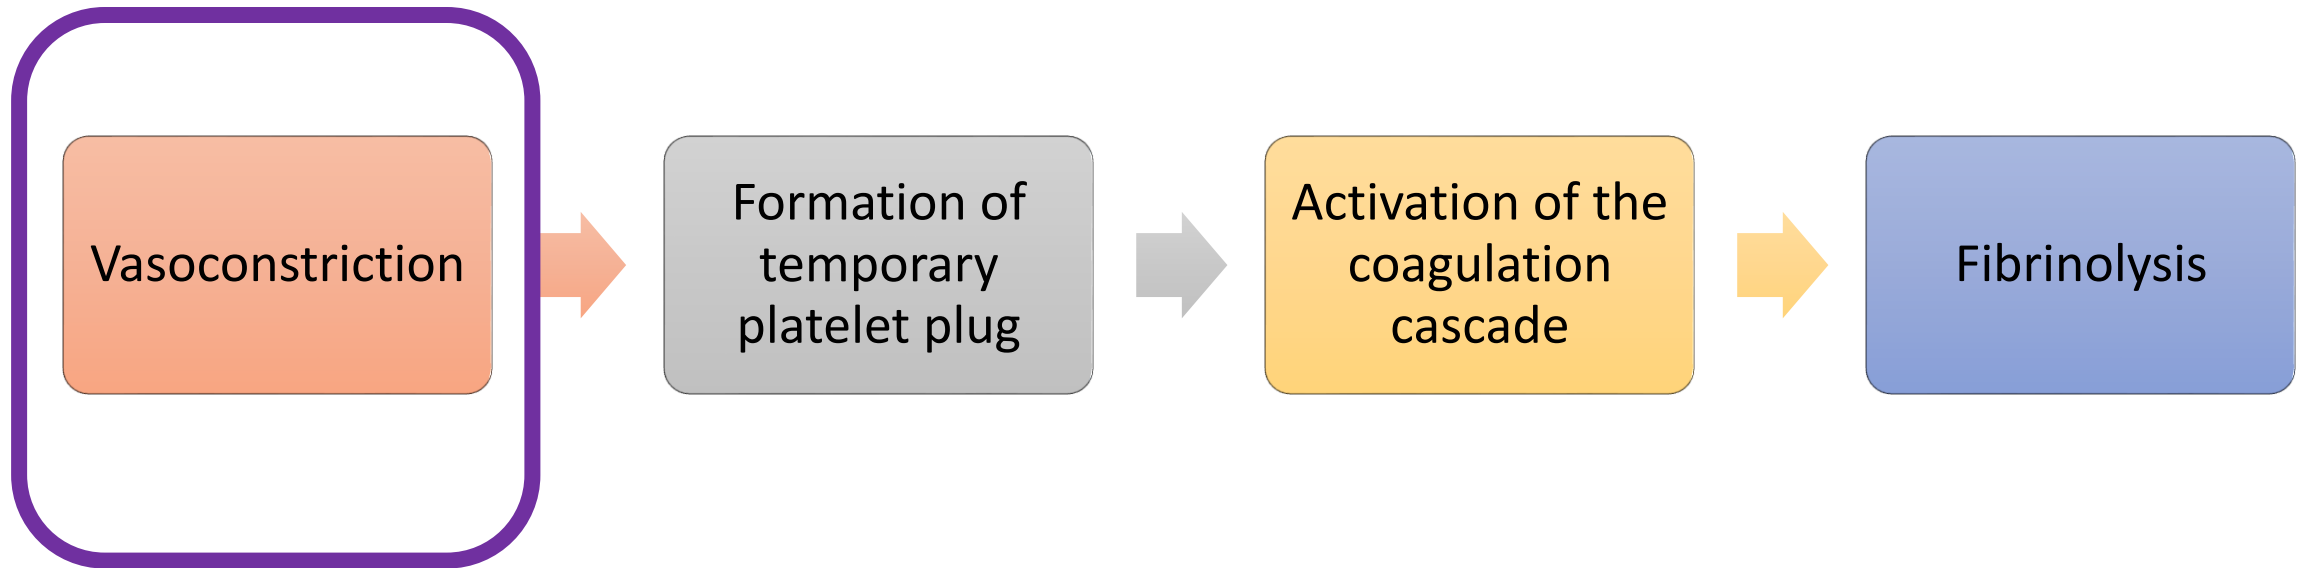 Vasoconstriction
Formation of
temporary
platelet plug
Activation of the
coagulation
cascade
Fibrinolysis